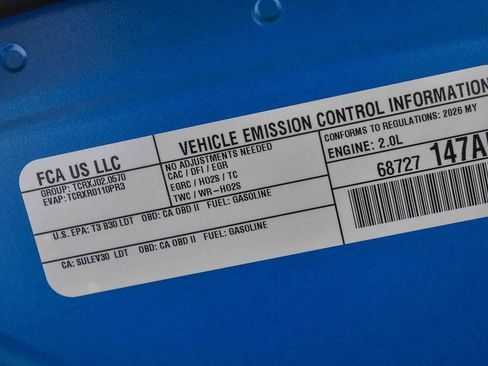 FCA US LLC
GROUP: TCRXJ02.0570
EVAP: TCRXR0110PR3
VEHICLE EMISSION CONTROL INFORMATION
NO ADJUSTMENTS NEEDED
CAC / DFI / EGR
EGRC / HO2S / TC
TWC / WR-HO2S
CONFORMS TO REGULATIONS: 2026 MY
ENGINE: 2.0L
68727 147A
U.S. EPA: T3 B30 LDT OBD: CA OBD II FUEL: GASOLINE
CA: SULEV30 LDT OBD: CA OBD II FUEL: GASOLINE